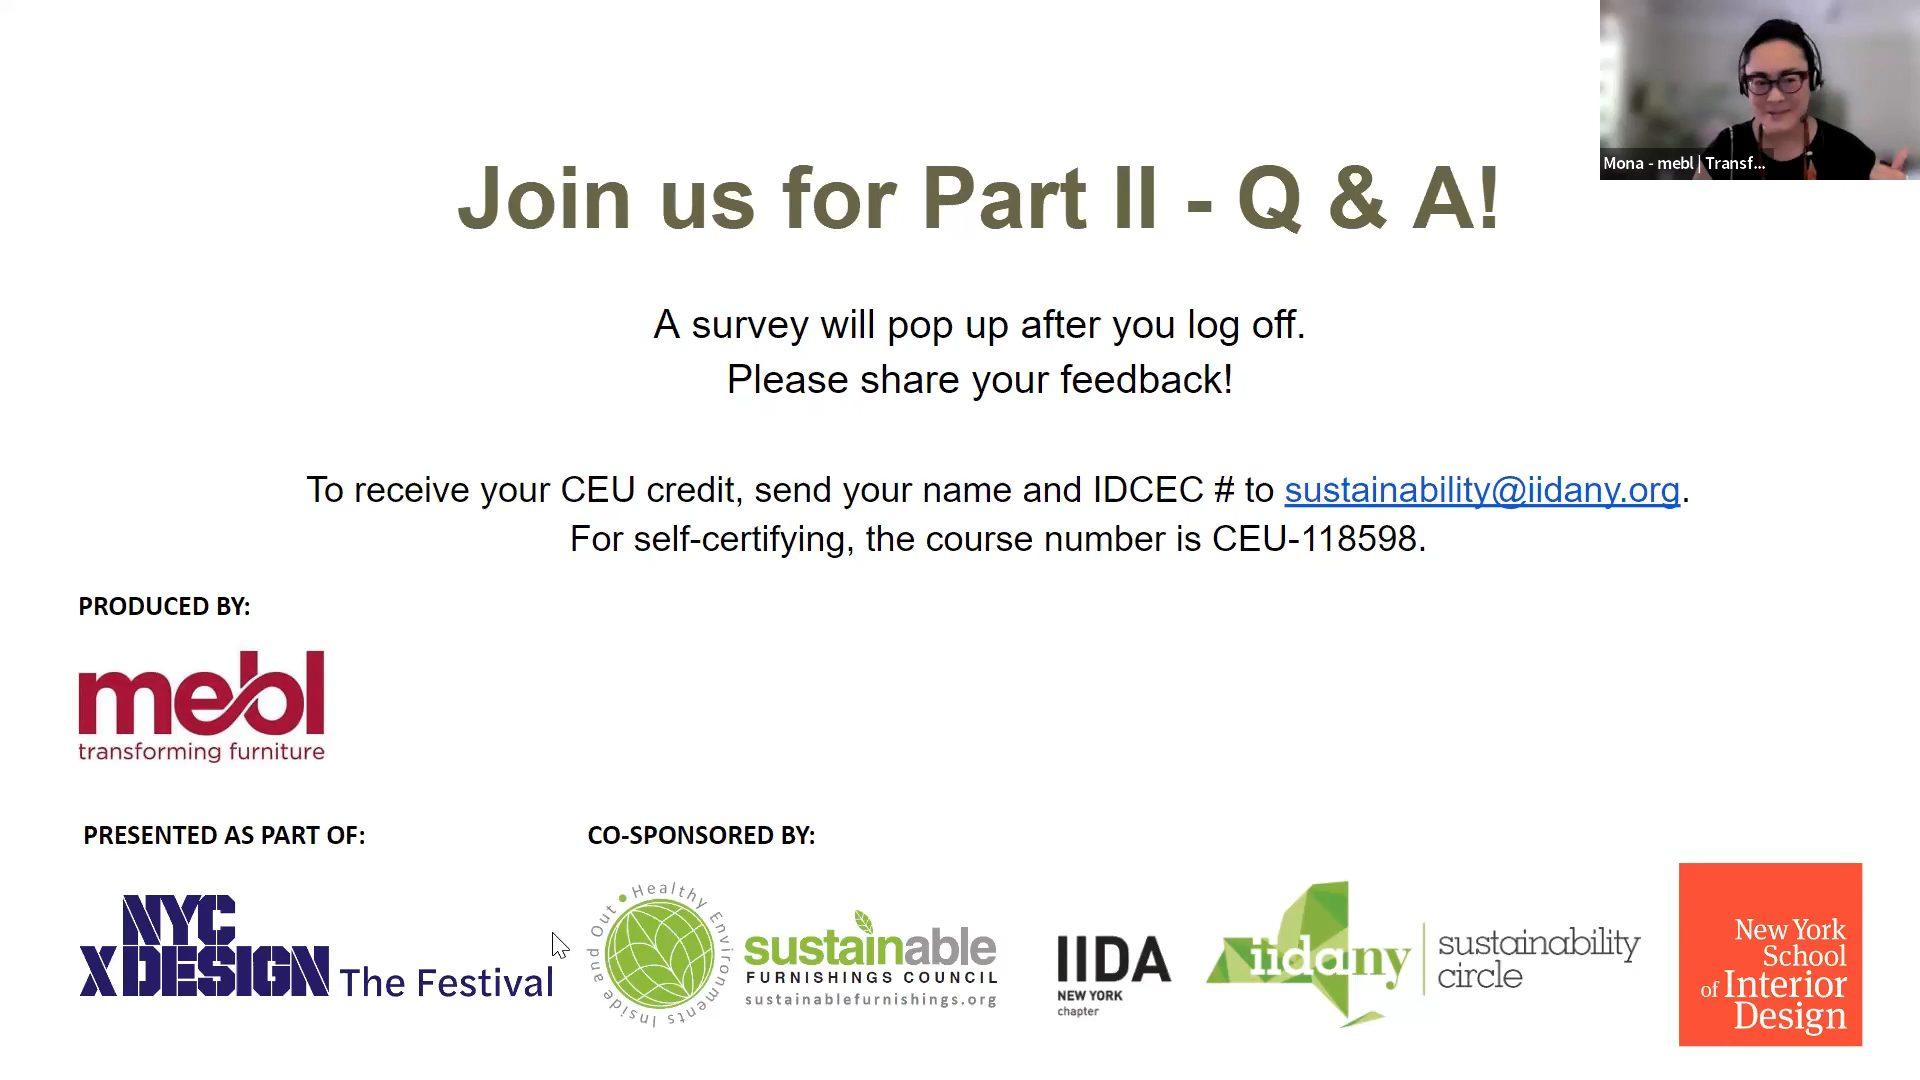 Mona - mebl | Transf...
Join us for Part II - Q & A!
A survey will pop up after you log off.
Please share your feedback!
To receive your CEU credit, send your name and IDCEC # to sustainability@iidany.org.
For self-certifying, the course number is CEU-118598.
PRODUCED BY:
mebl
transforming furniture
PRESENTED AS PART OF:
NYC
X DESIGN The Festival
CO-SPONSORED BY:
Healthy Environments Inside and Out
sustainable
FURNISHINGS COUNCIL
sustainablefurnishings.org
IIDA
NEW YORK
chapter
iidany
sustainability
circle
New York
School
of Interior
Design